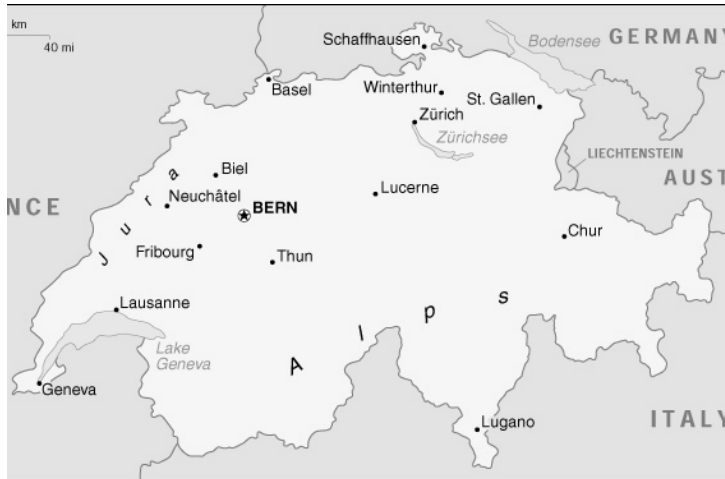 km
40 mi
Schaffhausen
Bodensee
GERMANY
Basel
Winterthur
St. Gallen
Zürich
Zürichsee
LIECHTENSTEIN
Biel
Jura
AUST
Neuchâtel
NCE
BERN
Lucerne
Chur
Fribourg
Thun
Lausanne
Alps
Lake
Geneva
Geneva
Lugano
ITALY